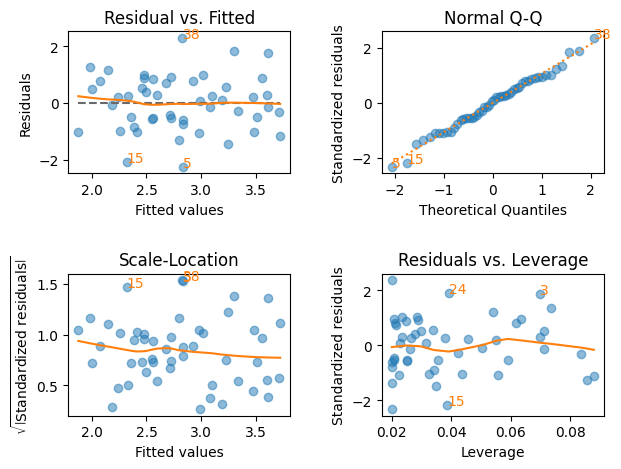 Residual vs. Fitted
38
2
0
−2
15
5
2.0 2.5 3.0 3.5
Residuals
Fitted values
Normal Q-Q
38
2
0
−2
5
15
−2 −1 0 1 2
Standardized residuals
Theoretical Quantiles
Scale-Location
15
38
1.5
1.0
0.5
2.0 2.5 3.0 3.5
√|Standardized residuals|
Fitted values
Residuals vs. Leverage
24
3
2
0
−2
15
0.02 0.04 0.06 0.08
Standardized residuals
Leverage